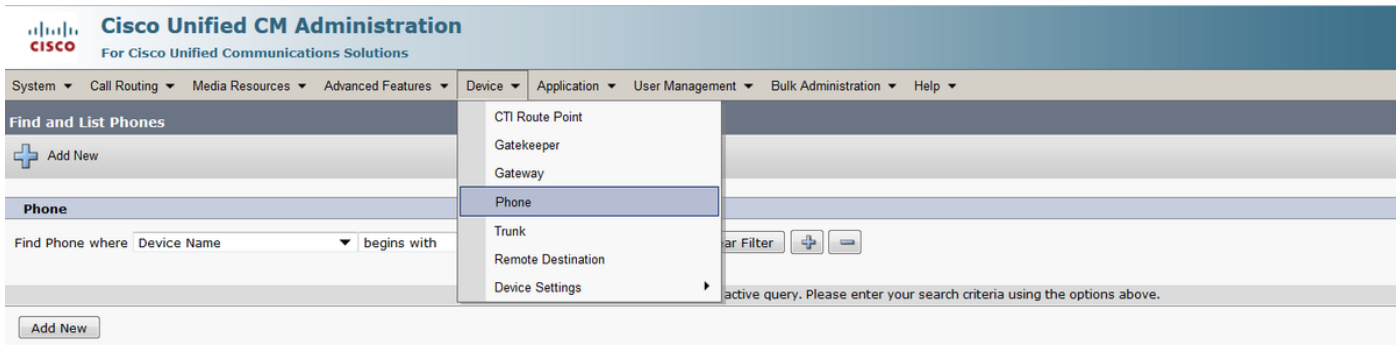 CISCO
Cisco Unified CM Administration
For Cisco Unified Communications Solutions
System Call Routing Media Resources Advanced Features Device Application User Management Bulk Administration Help
Find and List Phones
Add New
CTI Route Point
Gatekeeper
Gateway
Phone
Trunk
Remote Destination
Device Settings
Phone
Find Phone where Device Name begins with Filter
active query. Please enter your search criteria using the options above.
Add New